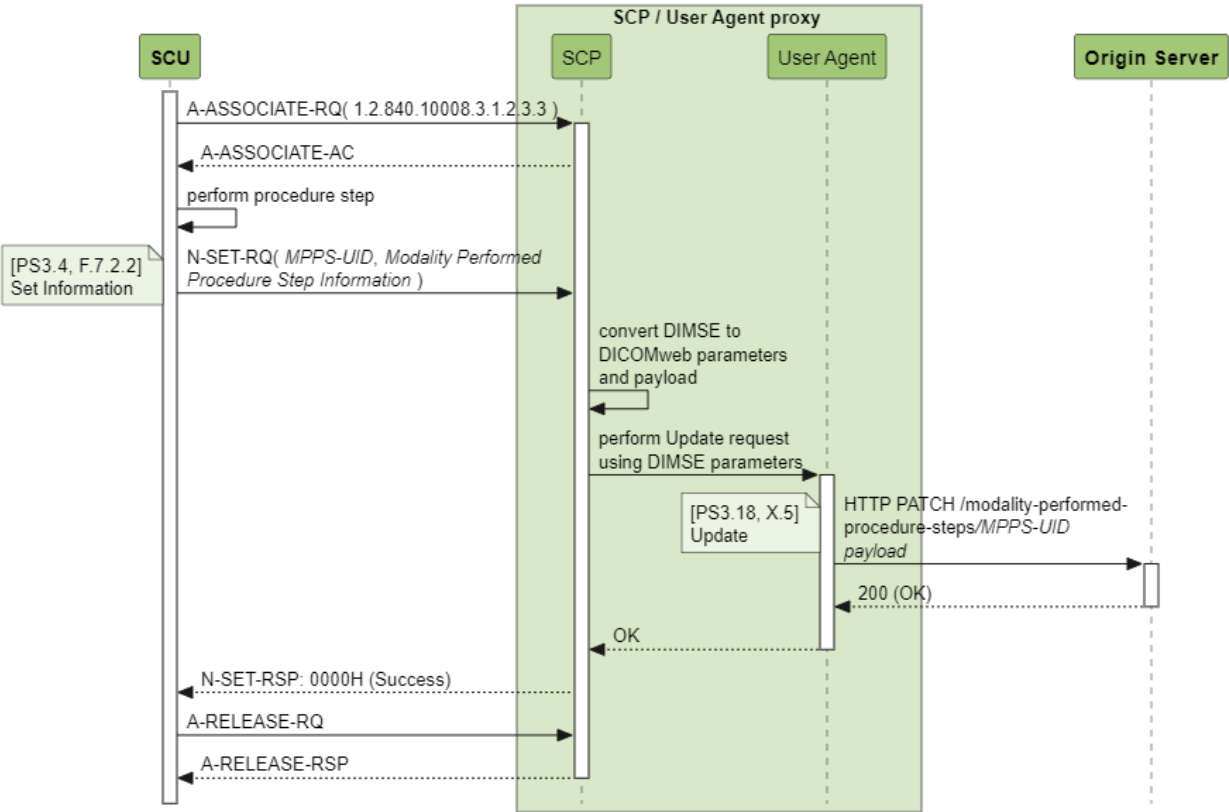 SCP / User Agent proxy
SCU
SCP
User Agent
Origin Server
A-ASSOCIATE-RQ( 1.2.840.10008.3.1.2.3.3 )
A-ASSOCIATE-AC
perform procedure step
[PS3.4, F.7.2.2]
Set Information
N-SET-RQ( MPPS-UID, Modality Performed
Procedure Step Information )
convert DIMSE to
DICOMweb parameters
and payload
perform Update request
using DIMSE parameters
[PS3.18, X.5]
Update
HTTP PATCH /modality-performed-
procedure-steps/MPPS-UID
payload
200 (OK)
OK
N-SET-RSP: 0000H (Success)
A-RELEASE-RQ
A-RELEASE-RSP